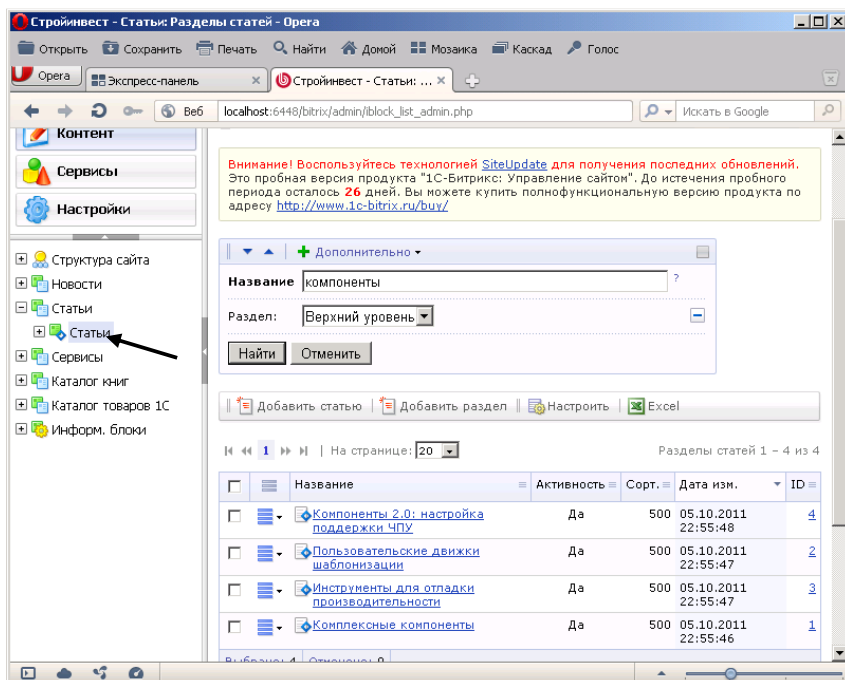 Стройинвест - Статьи: Разделы статей - Opera
Открыть Сохранить Печать Найти Домой Мозаика Каскад Голос
Opera Экспресс-панель Стройинвест - Статьи: ...
Веб localhost:6448/bitrix/admin/iblock_list_admin.php Искать в Google
Контент
Сервисы
Настройки
Структура сайта
Новости
Статьи
Статьи
Сервисы
Каталог книг
Каталог товаров 1С
Информ. блоки
Внимание! Воспользуйтесь технологией SiteUpdate для получения последних обновлений.
Это пробная версия продукта "1С-Битрикс: Управление сайтом". До истечения пробного
периода осталось 26 дней. Вы можете купить полнофункциональную версию продукта по
адресу http://www.1c-bitrix.ru/buy/
Дополнительно
Название компоненты ?
Раздел: Верхний уровень
Найти Отменить
Добавить статью Добавить раздел Настроить Excel
1 | На странице: 20 Разделы статей 1 – 4 из 4
Название Активность Сорт. Дата изм. ID
Компоненты 2.0: настройка Да 500 05.10.2011 4
поддержки ЧПУ 22:55:48
Пользовательские движки Да 500 05.10.2011 2
шаблонизации 22:55:47
Инструменты для отладки Да 500 05.10.2011 3
производительности 22:55:47
Комплексные компоненты Да 500 05.10.2011 1
22:55:46
Выбрано: 4 Отмечено: 0